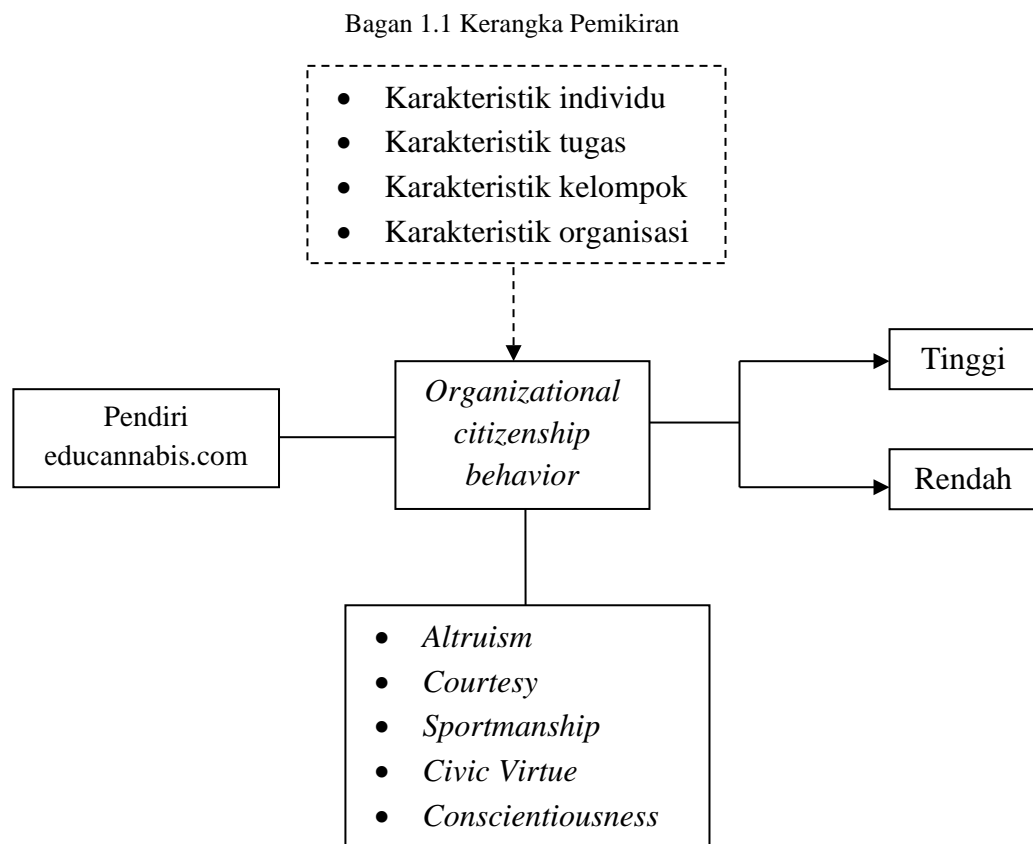 Bagan 1.1 Kerangka Pemikiran
• Karakteristik individu
• Karakteristik tugas
• Karakteristik kelompok
• Karakteristik organisasi
Pendiri
educannabis.com
Organizational
citizenship
behavior
Tinggi
Rendah
• Altruism
• Courtesy
• Sportmanship
• Civic Virtue
• Conscientiousness